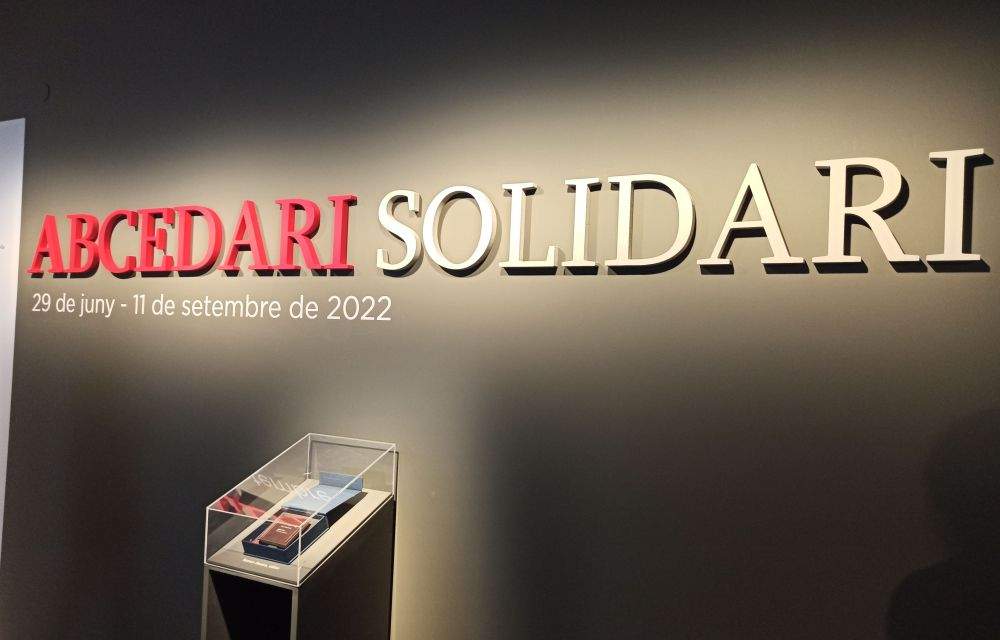 ABCEDARI SOLIDARI
29 de juny - 11 de setembre de 2022